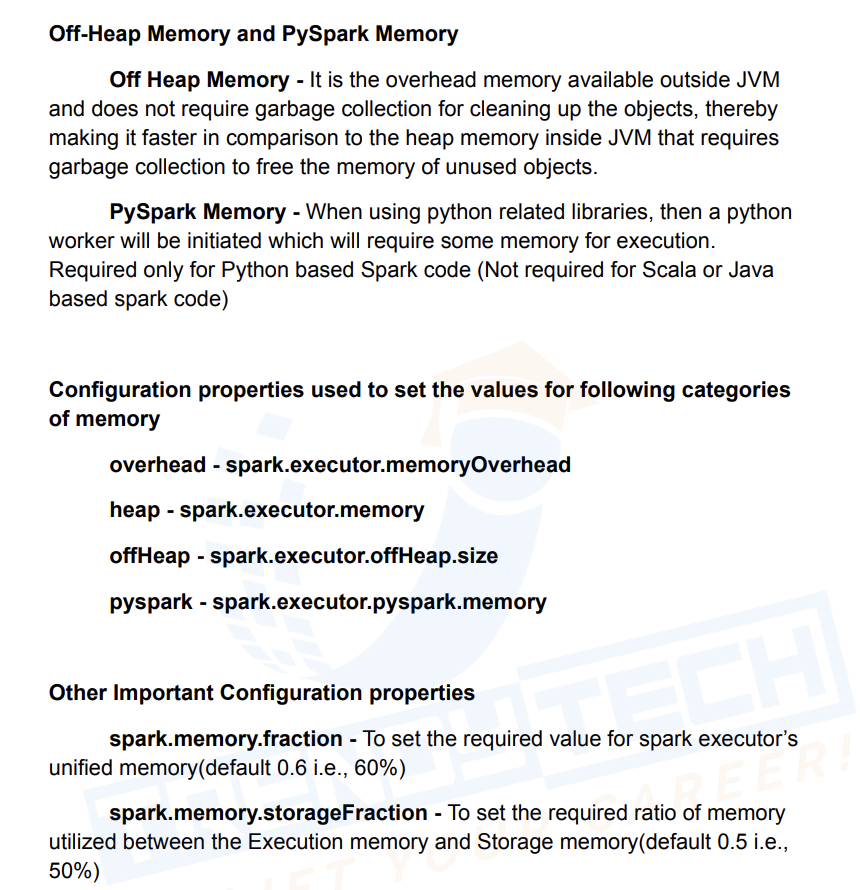 Off-Heap Memory and PySpark Memory
Off Heap Memory - It is the overhead memory available outside JVM
and does not require garbage collection for cleaning up the objects, thereby
making it faster in comparison to the heap memory inside JVM that requires
garbage collection to free the memory of unused objects.
PySpark Memory - When using python related libraries, then a python
worker will be initiated which will require some memory for execution.
Required only for Python based Spark code (Not required for Scala or Java
based spark code)
Configuration properties used to set the values for following categories
of memory
overhead - spark.executor.memoryOverhead
heap - spark.executor.memory
offHeap - spark.executor.offHeap.size
pyspark - spark.executor.pyspark.memory
Other Important Configuration properties
spark.memory.fraction - To set the required value for spark executor’s
unified memory(default 0.6 i.e., 60%)
spark.memory.storageFraction - To set the required ratio of memory
utilized between the Execution memory and Storage memory(default 0.5 i.e.,
50%)
TRENDYTECH
LIFT YOUR CAREER!